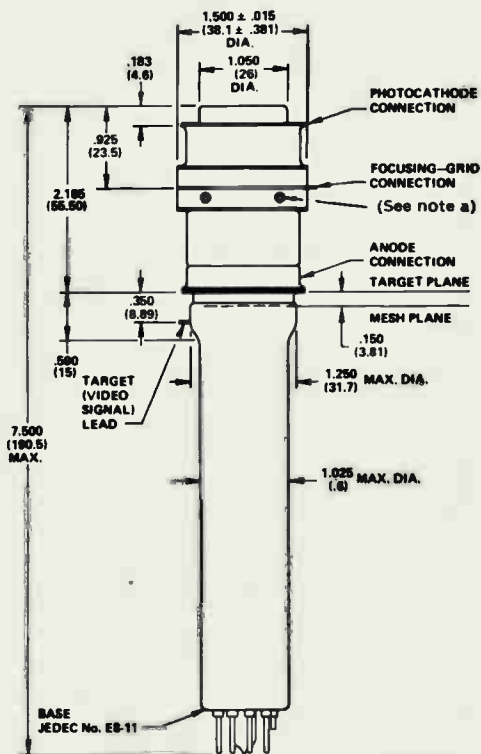 1.500 ± .015
(38.1 ± .381)
DIA.
1.050
(26)
DIA.
.183
(4.6)
PHOTOCATHODE
CONNECTION
.925
(23.5)
FOCUSING—GRID
CONNECTION
2.185
(55.50)
(See note a)
ANODE
CONNECTION
TARGET PLANE
.350
(8.89)
MESH PLANE
.590
(15)
.150
(3.81)
TARGET
(VIDEO
SIGNAL)
LEAD
1.250 MAX. DIA.
(31.7)
7.500
(190.5)
MAX.
1.025 MAX. DIA.
(.6)
BASE
JEDEC No. E8-11